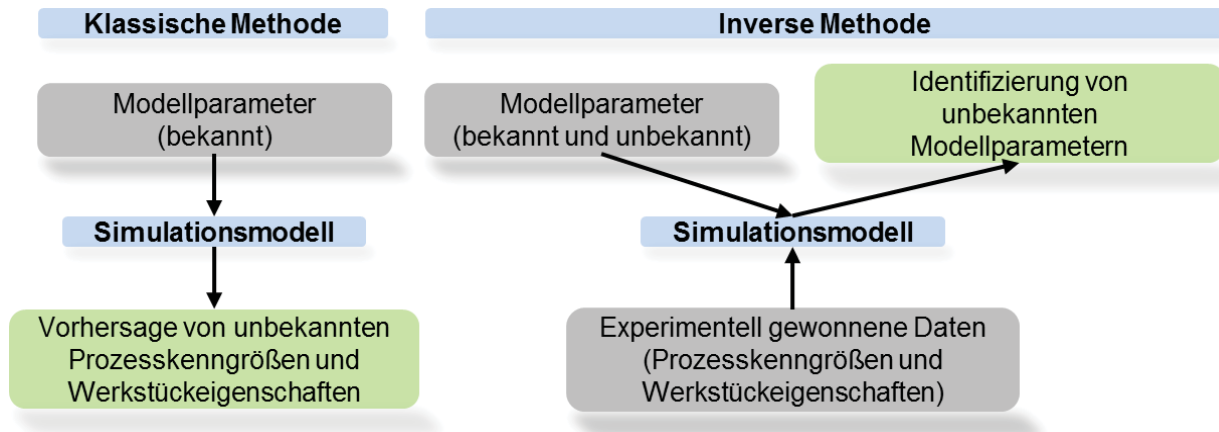 Klassische Methode
Modellparameter
(bekannt)
Simulationsmodell
Vorhersage von unbekannten
Prozesskenngrößen und
Werkstückeigenschaften
Inverse Methode
Modellparameter
(bekannt und unbekannt)
Identifizierung von
unbekannten
Modellparametern
Simulationsmodell
Experimentell gewonnene Daten
(Prozesskenngrößen und
Werkstückeigenschaften)